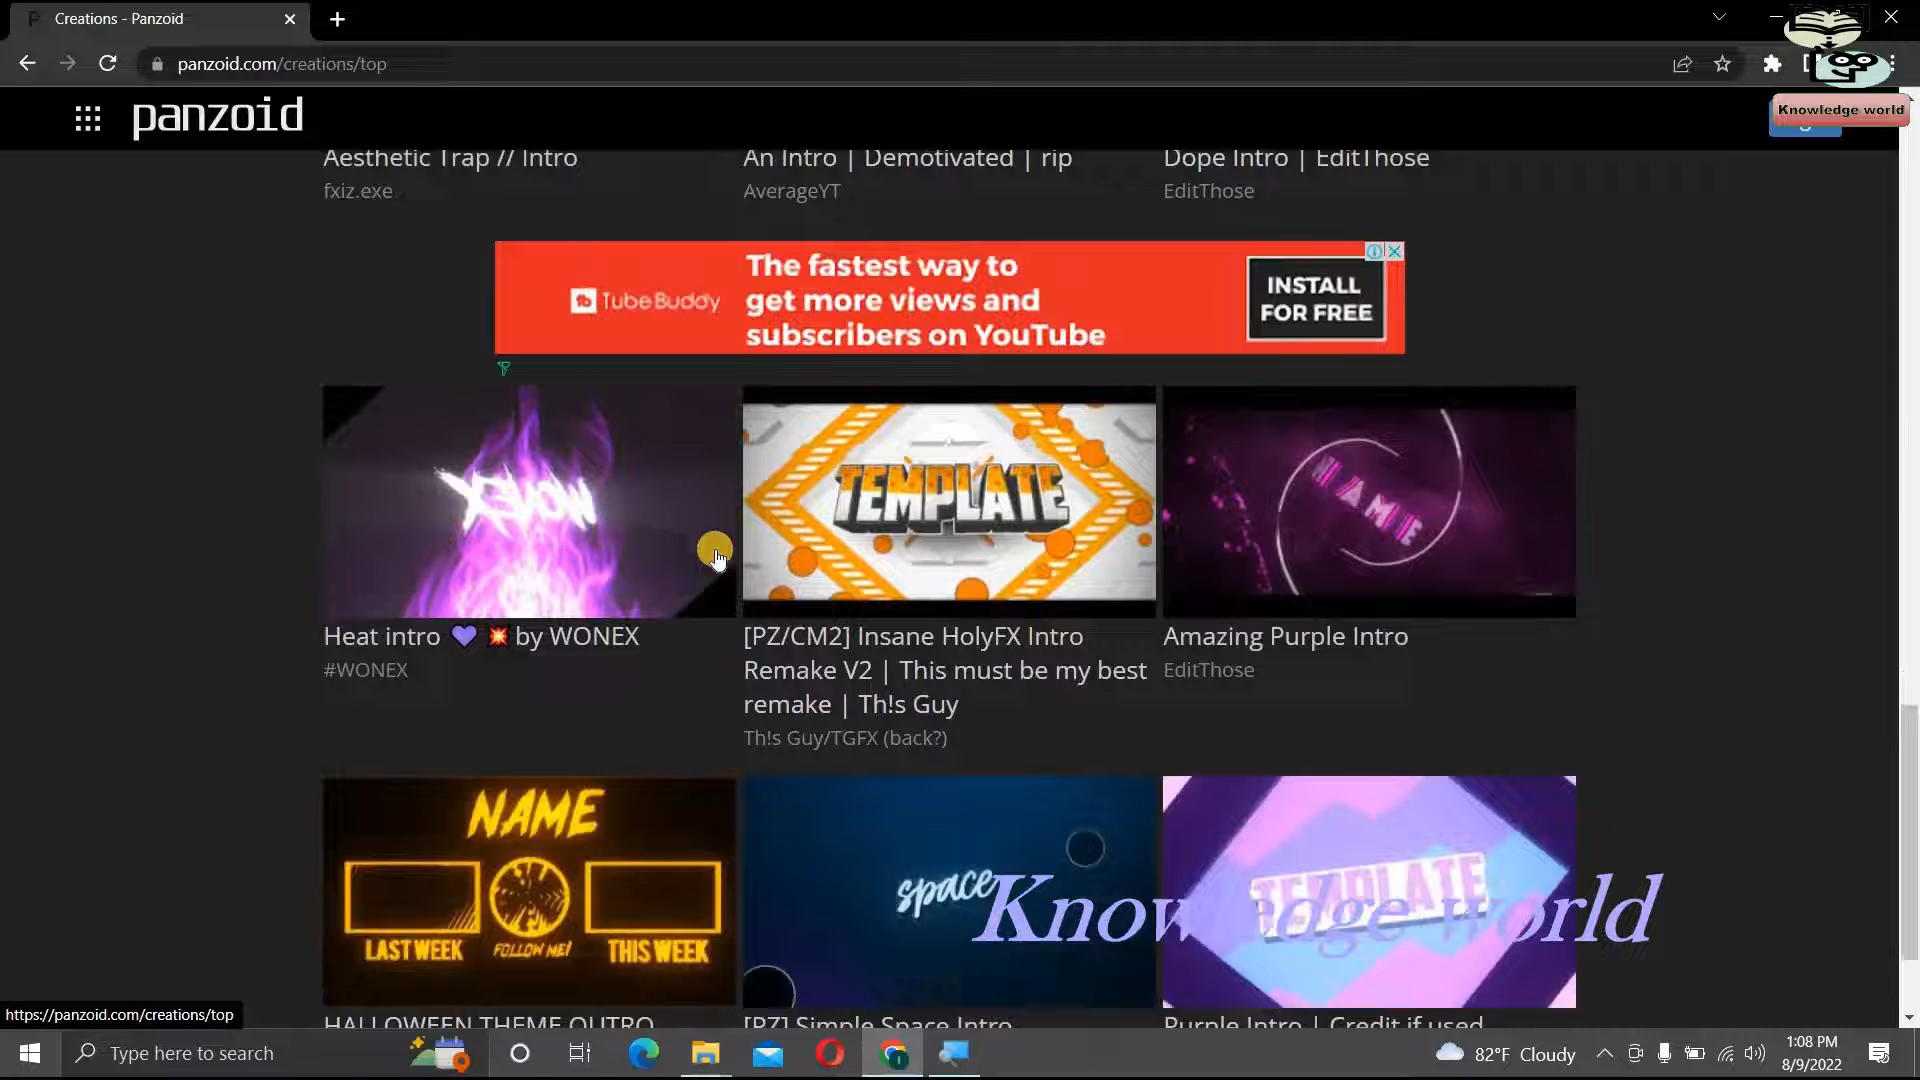 Creations - Panzoid
panzoid.com/creations/top
Knowledge world
panzoid
Aesthetic Trap // Intro
fxiz.exe
An Intro | Demotivated | rip
AverageYT
Dope Intro | EditThose
EditThose
TubeBuddy
The fastest way to
get more views and
subscribers on YouTube
INSTALL
FOR FREE
WONEX
TEMPLATE
NAME
Heat intro 💜 💥 by WONEX
#WONEX
[PZ/CM2] Insane HolyFX Intro
Remake V2 | This must be my best
remake | Th!s Guy
Th!s Guy/TGFX (back?)
Amazing Purple Intro
EditThose
NAME
LAST WEEK
FOLLOW ME!
THIS WEEK
space
TEMPLATE
Knowledge world
HALLOWEEN THEME OUTRO
[PZ] Simple Space Intro
Purple Intro | Credit if used
https://panzoid.com/creations/top
Type here to search
82°F Cloudy
1:08 PM
8/9/2022